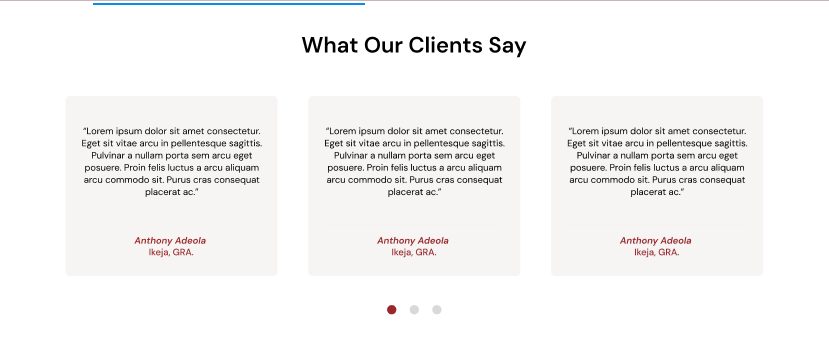 What Our Clients Say
“Lorem ipsum dolor sit amet consectetur.
Eget sit vitae arcu in pellentesque sagittis.
Pulvinar a nullam porta sem arcu eget
posuere. Proin felis luctus a arcu aliquam
arcu commodo sit. Purus cras consequat
placerat ac.”
Anthony Adeola
Ikeja, GRA.
“Lorem ipsum dolor sit amet consectetur.
Eget sit vitae arcu in pellentesque sagittis.
Pulvinar a nullam porta sem arcu eget
posuere. Proin felis luctus a arcu aliquam
arcu commodo sit. Purus cras consequat
placerat ac.”
Anthony Adeola
Ikeja, GRA.
“Lorem ipsum dolor sit amet consectetur.
Eget sit vitae arcu in pellentesque sagittis.
Pulvinar a nullam porta sem arcu eget
posuere. Proin felis luctus a arcu aliquam
arcu commodo sit. Purus cras consequat
placerat ac.”
Anthony Adeola
Ikeja, GRA.